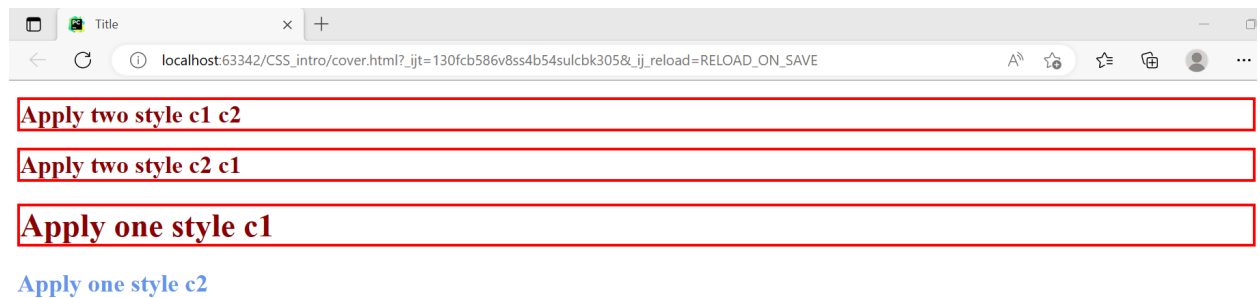 PC
Title
localhost:63342/CSS_intro/cover.html?_ijt=130fcb586v8ss4b54sulcbk305&_ij_reload=RELOAD_ON_SAVE
Apply two style c1 c2
Apply two style c2 c1
Apply one style c1
Apply one style c2